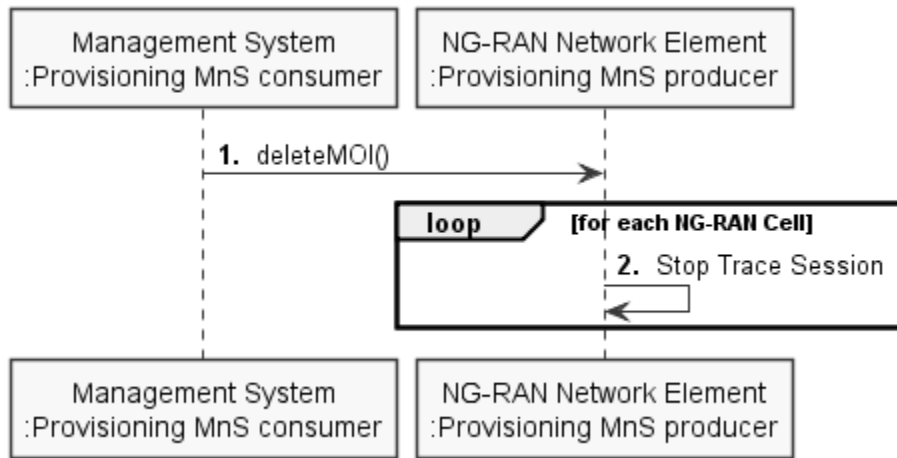 Management System
:Provisioning MnS consumer
NG-RAN Network Element
:Provisioning MnS producer
1. deleteMOI()
loop [for each NG-RAN Cell]
2. Stop Trace Session
Management System
:Provisioning MnS consumer
NG-RAN Network Element
:Provisioning MnS producer